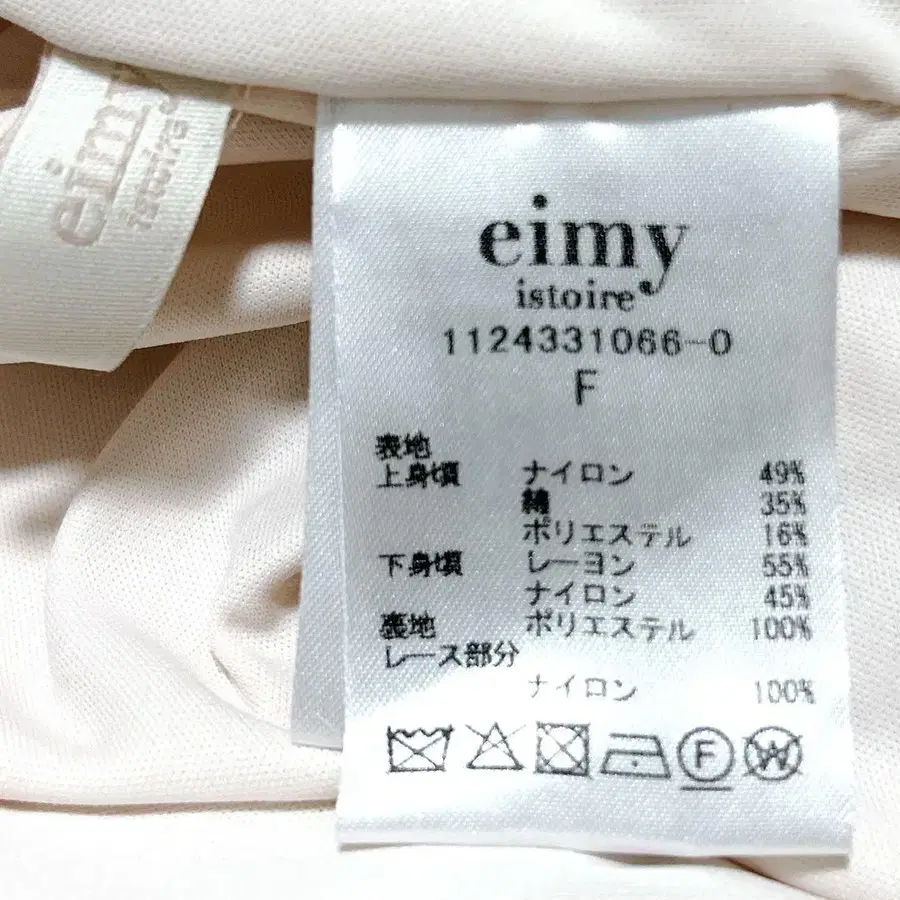 eimy
istoire
eimy
istoire
1124331066-0
F
表地
上身頃 ナイロン 49%
綿 35%
ポリエステル 16%
下身頃 レーヨン 55%
ナイロン 45%
裏地 ポリエステル 100%
レース部分
ナイロン 100%
F W